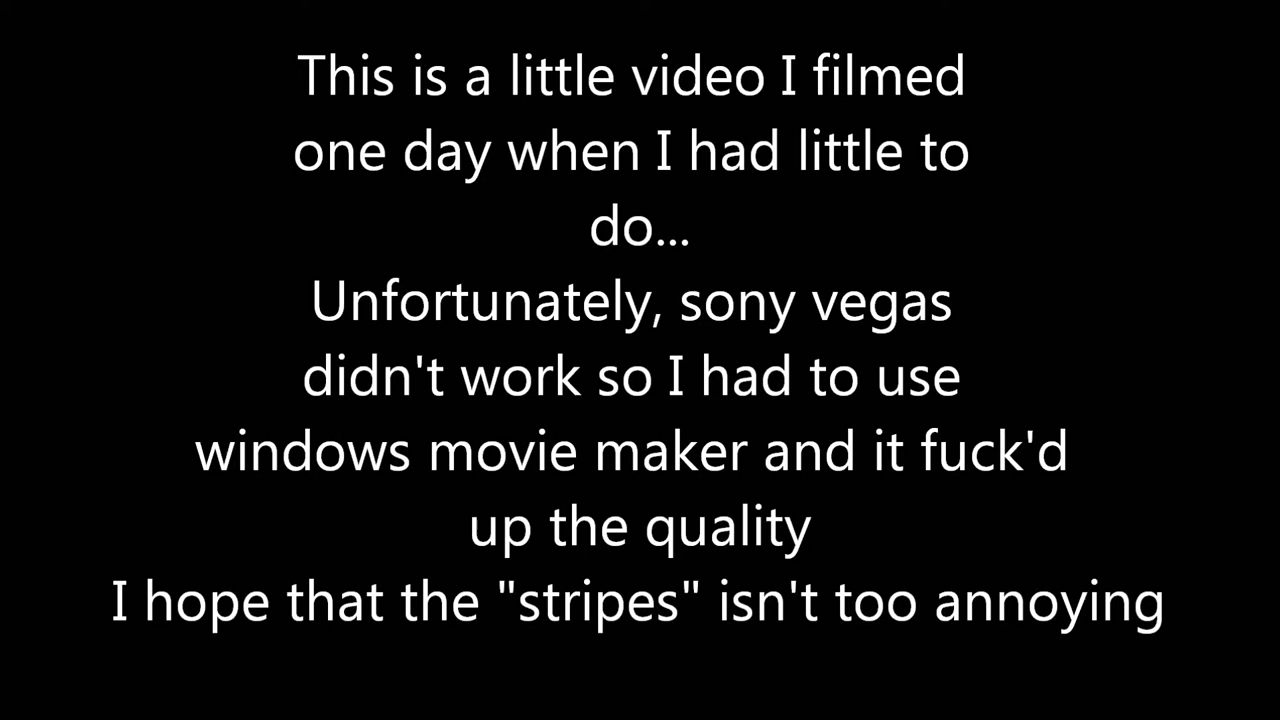 This is a little video I filmed
one day when I had little to
do...
Unfortunately, sony vegas
didn't work so I had to use
windows movie maker and it fuck'd
up the quality
I hope that the "stripes" isn't too annoying